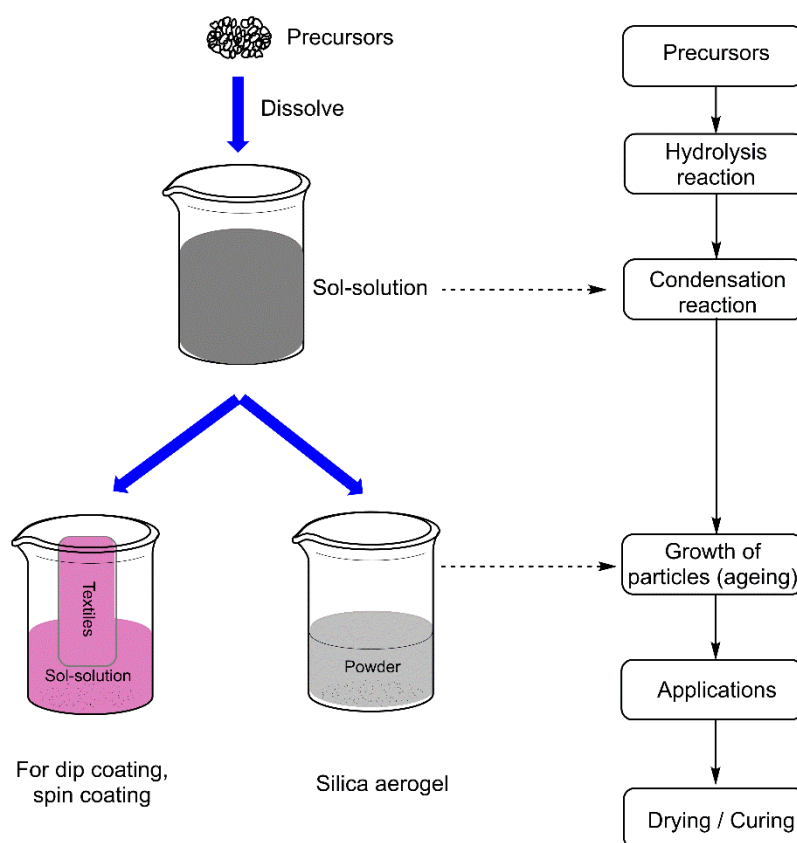 Precursors
Dissolve
Sol-solution
Textiles
Sol-solution
For dip coating,
spin coating
Powder
Silica aerogel
Precursors
Hydrolysis
reaction
Condensation
reaction
Growth of
particles (ageing)
Applications
Drying / Curing